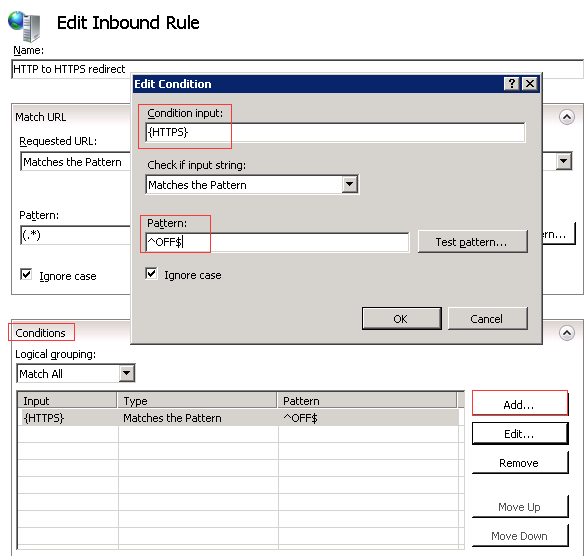 Edit Inbound Rule
Name:
HTTP to HTTPS redirect
Edit Condition
Match URL
Condition input:
{HTTPS}
Requested URL:
Matches the Pattern
Check if input string:
Matches the Pattern
Pattern:
(.*)
Pattern:
^OFF$
Test pattern...
rn...
Ignore case
Ignore case
OK
Cancel
Conditions
Logical grouping:
Match All
Input Type Pattern
{HTTPS} Matches the Pattern ^OFF$
Add...
Edit...
Remove
Move Up
Move Down